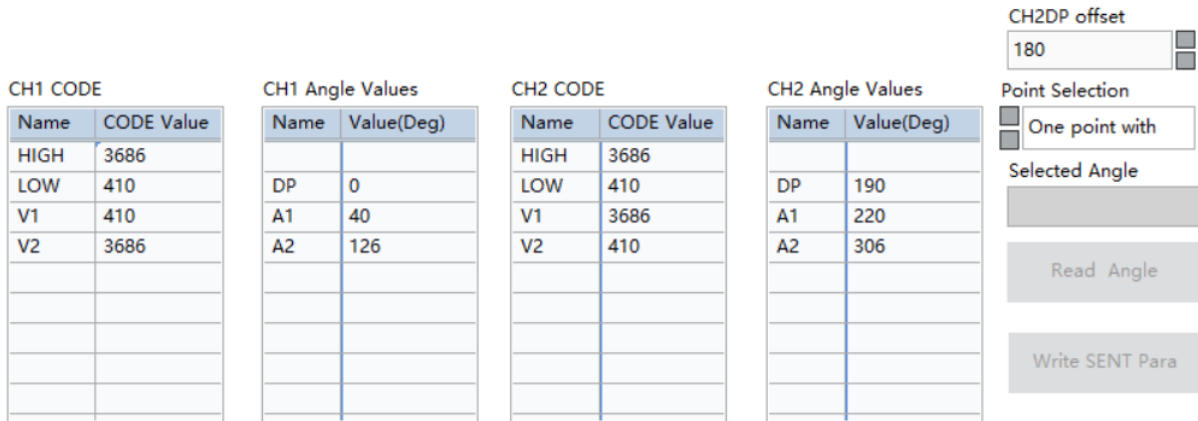 CH2DP offset
180
CH1 CODE
Name CODE Value
HIGH 3686
LOW 410
V1 410
V2 3686
CH1 Angle Values
Name Value(Deg)
DP 0
A1 40
A2 126
CH2 CODE
Name CODE Value
HIGH 3686
LOW 410
V1 3686
V2 410
CH2 Angle Values
Name Value(Deg)
DP 190
A1 220
A2 306
Point Selection
One point with
Selected Angle
Read Angle
Write SENT Para